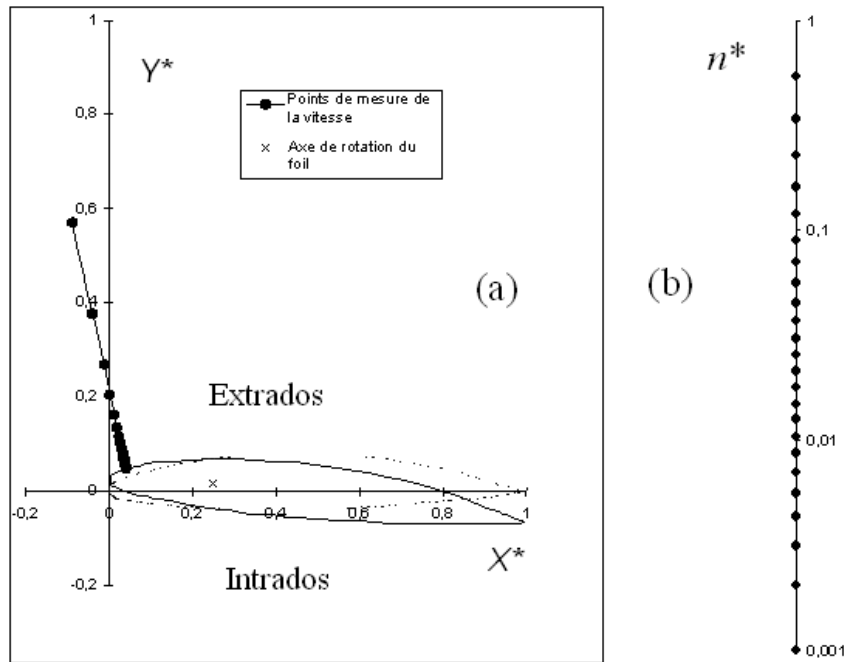 1
Y*
Points de mesure de
la vitesse
Axe de rotation du
foil
0,8
0,6
0,4
0,2
0
-0,2
-0,2
0
0,2
0,4
0,6
0,8
1
X*
Extrados
Intrados
(a)
(b)
n*
1
0,1
0,01
0,001